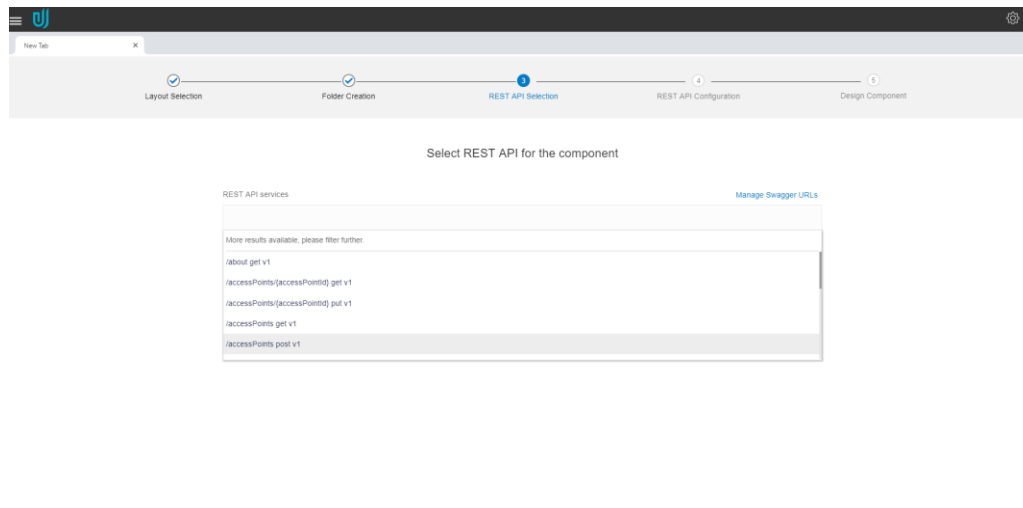 New Tab ×
3 4 5
Layout Selection Folder Creation REST API Selection REST API Configuration Design Component
Select REST API for the component
REST API services Manage Swagger URLs
More results available, please filter further.
/about get v1
/accessPoints/{accessPointId} get v1
/accessPoints/{accessPointId} put v1
/accessPoints get v1
/accessPoints post v1